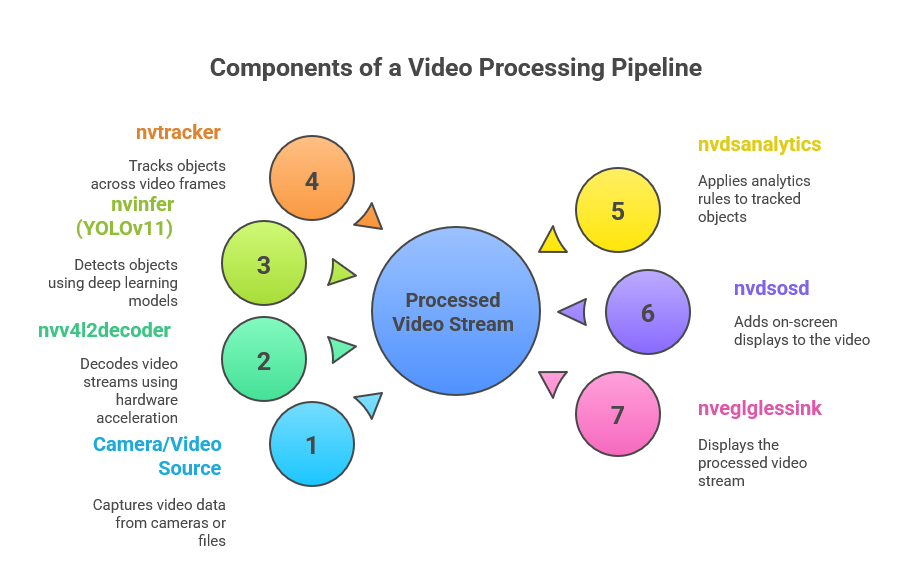 Components of a Video Processing Pipeline
nvtracker
Tracks objects
across video frames
4
nvinfer
(YOLOv11)
Detects objects
using deep learning
models
3
nvv4l2decoder
Decodes video
streams using
hardware
acceleration
2
Camera/Video
Source
Captures video data
from cameras or
files
1
Processed
Video Stream
5
nvdsanalytics
Applies analytics
rules to tracked
objects
6
nvdsosd
Adds on-screen
displays to the video
7
nveglglessink
Displays the
processed video
stream